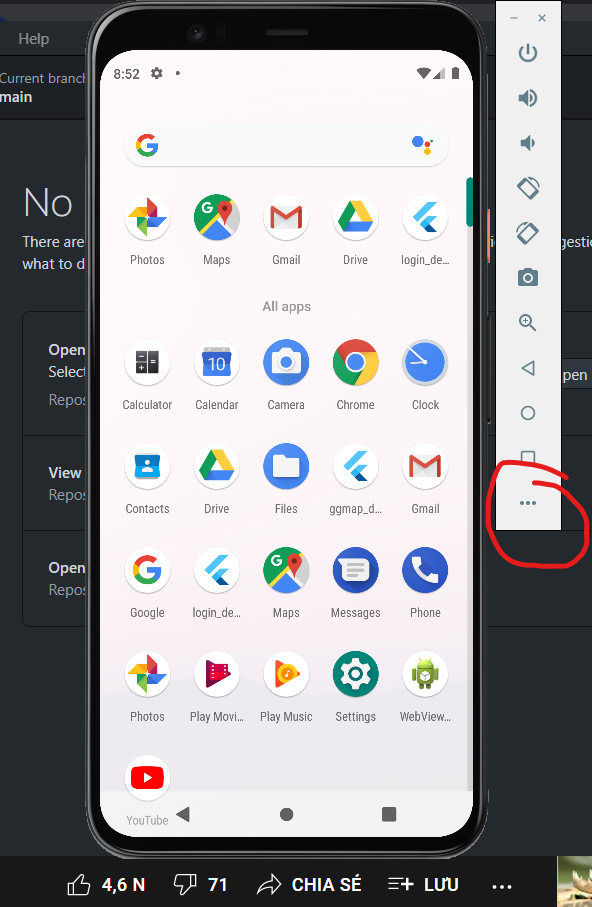 Help
Current branch
main
No
There are
what to d
Open
Select
Repos
View
Repos
Open
Repos
gestic
pen
8:52
Photos
Maps
Gmail
Drive
login_de...
All apps
Calculator
Calendar
10
Camera
Chrome
Clock
Contacts
Drive
Files
ggmap_d...
Gmail
Google
login_de...
Maps
Messages
Phone
Photos
Play Movi...
Play Music
Settings
WebView...
YouTube
4,6 N
71
CHIA SẺ
LƯU